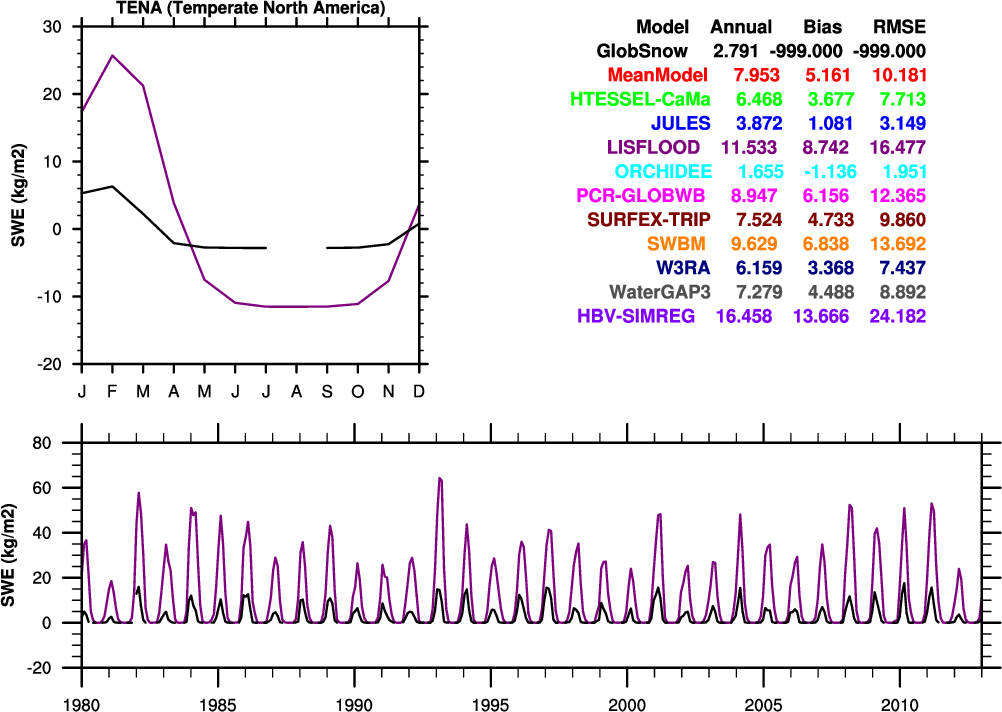 TENA (Temperate North America)
30
20
10
0
-10
-20
SWE (kg/m2)
J F M A M J J A S O N D
Model Annual Bias RMSE
GlobSnow 2.791 -999.000 -999.000
MeanModel 7.953 5.161 10.181
HTESSEL-CaMa 6.468 3.677 7.713
JULES 3.872 1.081 3.149
LISFLOOD 11.533 8.742 16.477
ORCHIDEE 1.655 -1.136 1.951
PCR-GLOBWB 8.947 6.156 12.365
SURFEX-TRIP 7.524 4.733 9.860
SWBM 9.629 6.838 13.692
W3RA 6.159 3.368 7.437
WaterGAP3 7.279 4.488 8.892
HBV-SIMREG 16.458 13.666 24.182
80
60
40
20
0
-20
SWE (kg/m2)
1980 1985 1990 1995 2000 2005 2010